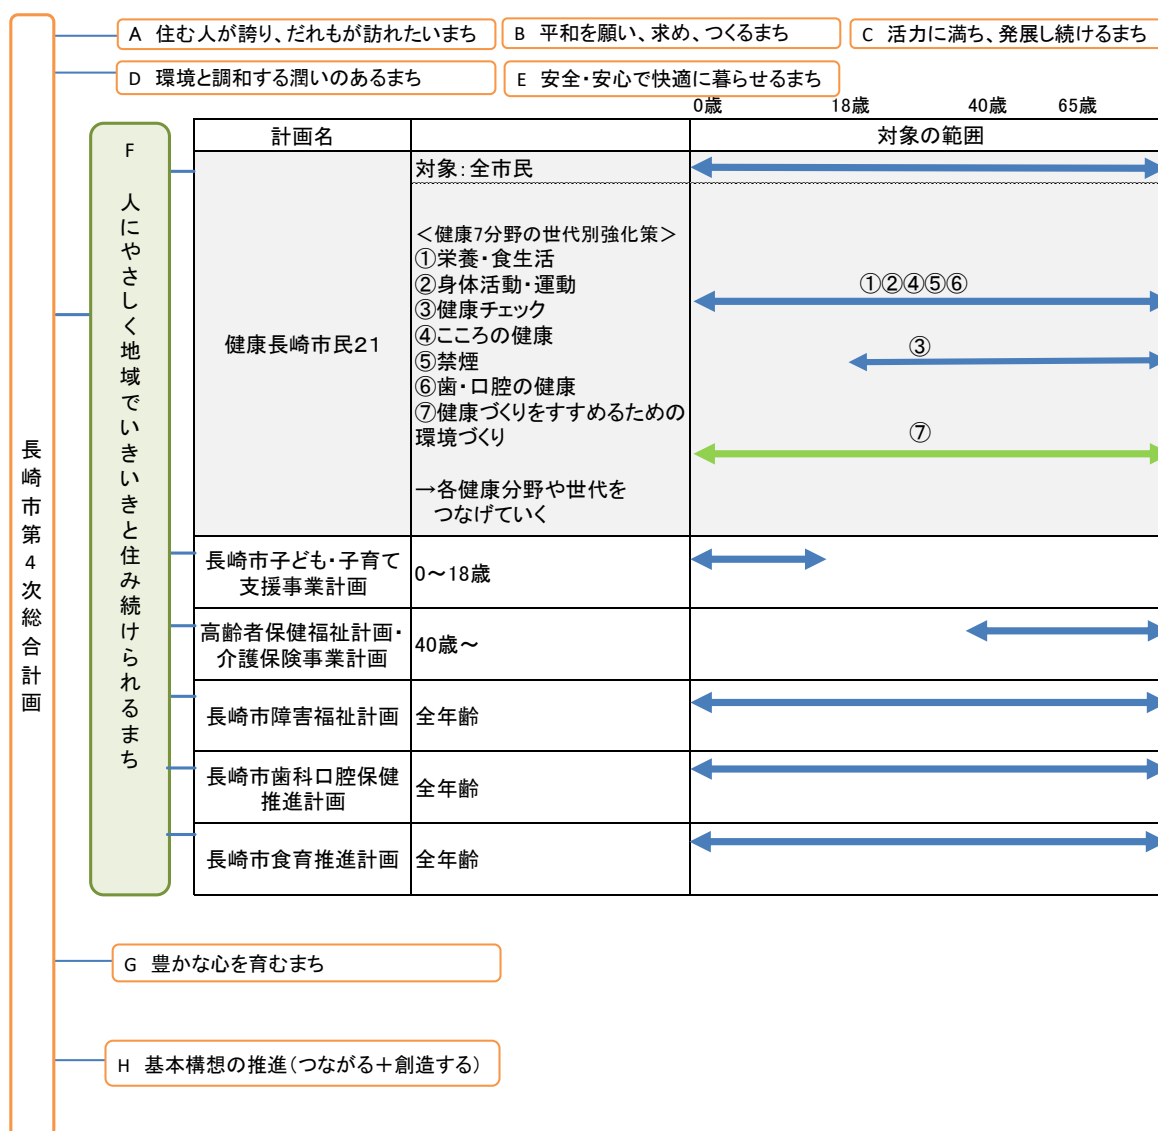 A 住む人が誇り、だれもが訪れたいまち
B 平和を願い、求め、つくるまち
C 活力に満ち、発展し続けるまち
D 環境と調和する潤いのあるまち
E 安全・安心で快適に暮らせるまち
0歳 18歳 40歳 65歳
長崎市第4次総合計画
F 人にやさしく地域でいきいきと住み続けられるまち
計画名 対象の範囲
健康長崎市民21
対象:全市民
<健康7分野の世代別強化策>
①栄養・食生活
②身体活動・運動
③健康チェック
④こころの健康
⑤禁煙
⑥歯・口腔の健康
⑦健康づくりをすすめるための
環境づくり
→各健康分野や世代を
つなげていく
①②④⑤⑥
③
⑦
長崎市子ども・子育て
支援事業計画
0~18歳
高齢者保健福祉計画・
介護保険事業計画
40歳~
長崎市障害福祉計画
全年齢
長崎市歯科口腔保健
推進計画
全年齢
長崎市食育推進計画
全年齢
G 豊かな心を育むまち
H 基本構想の推進(つながる+創造する)